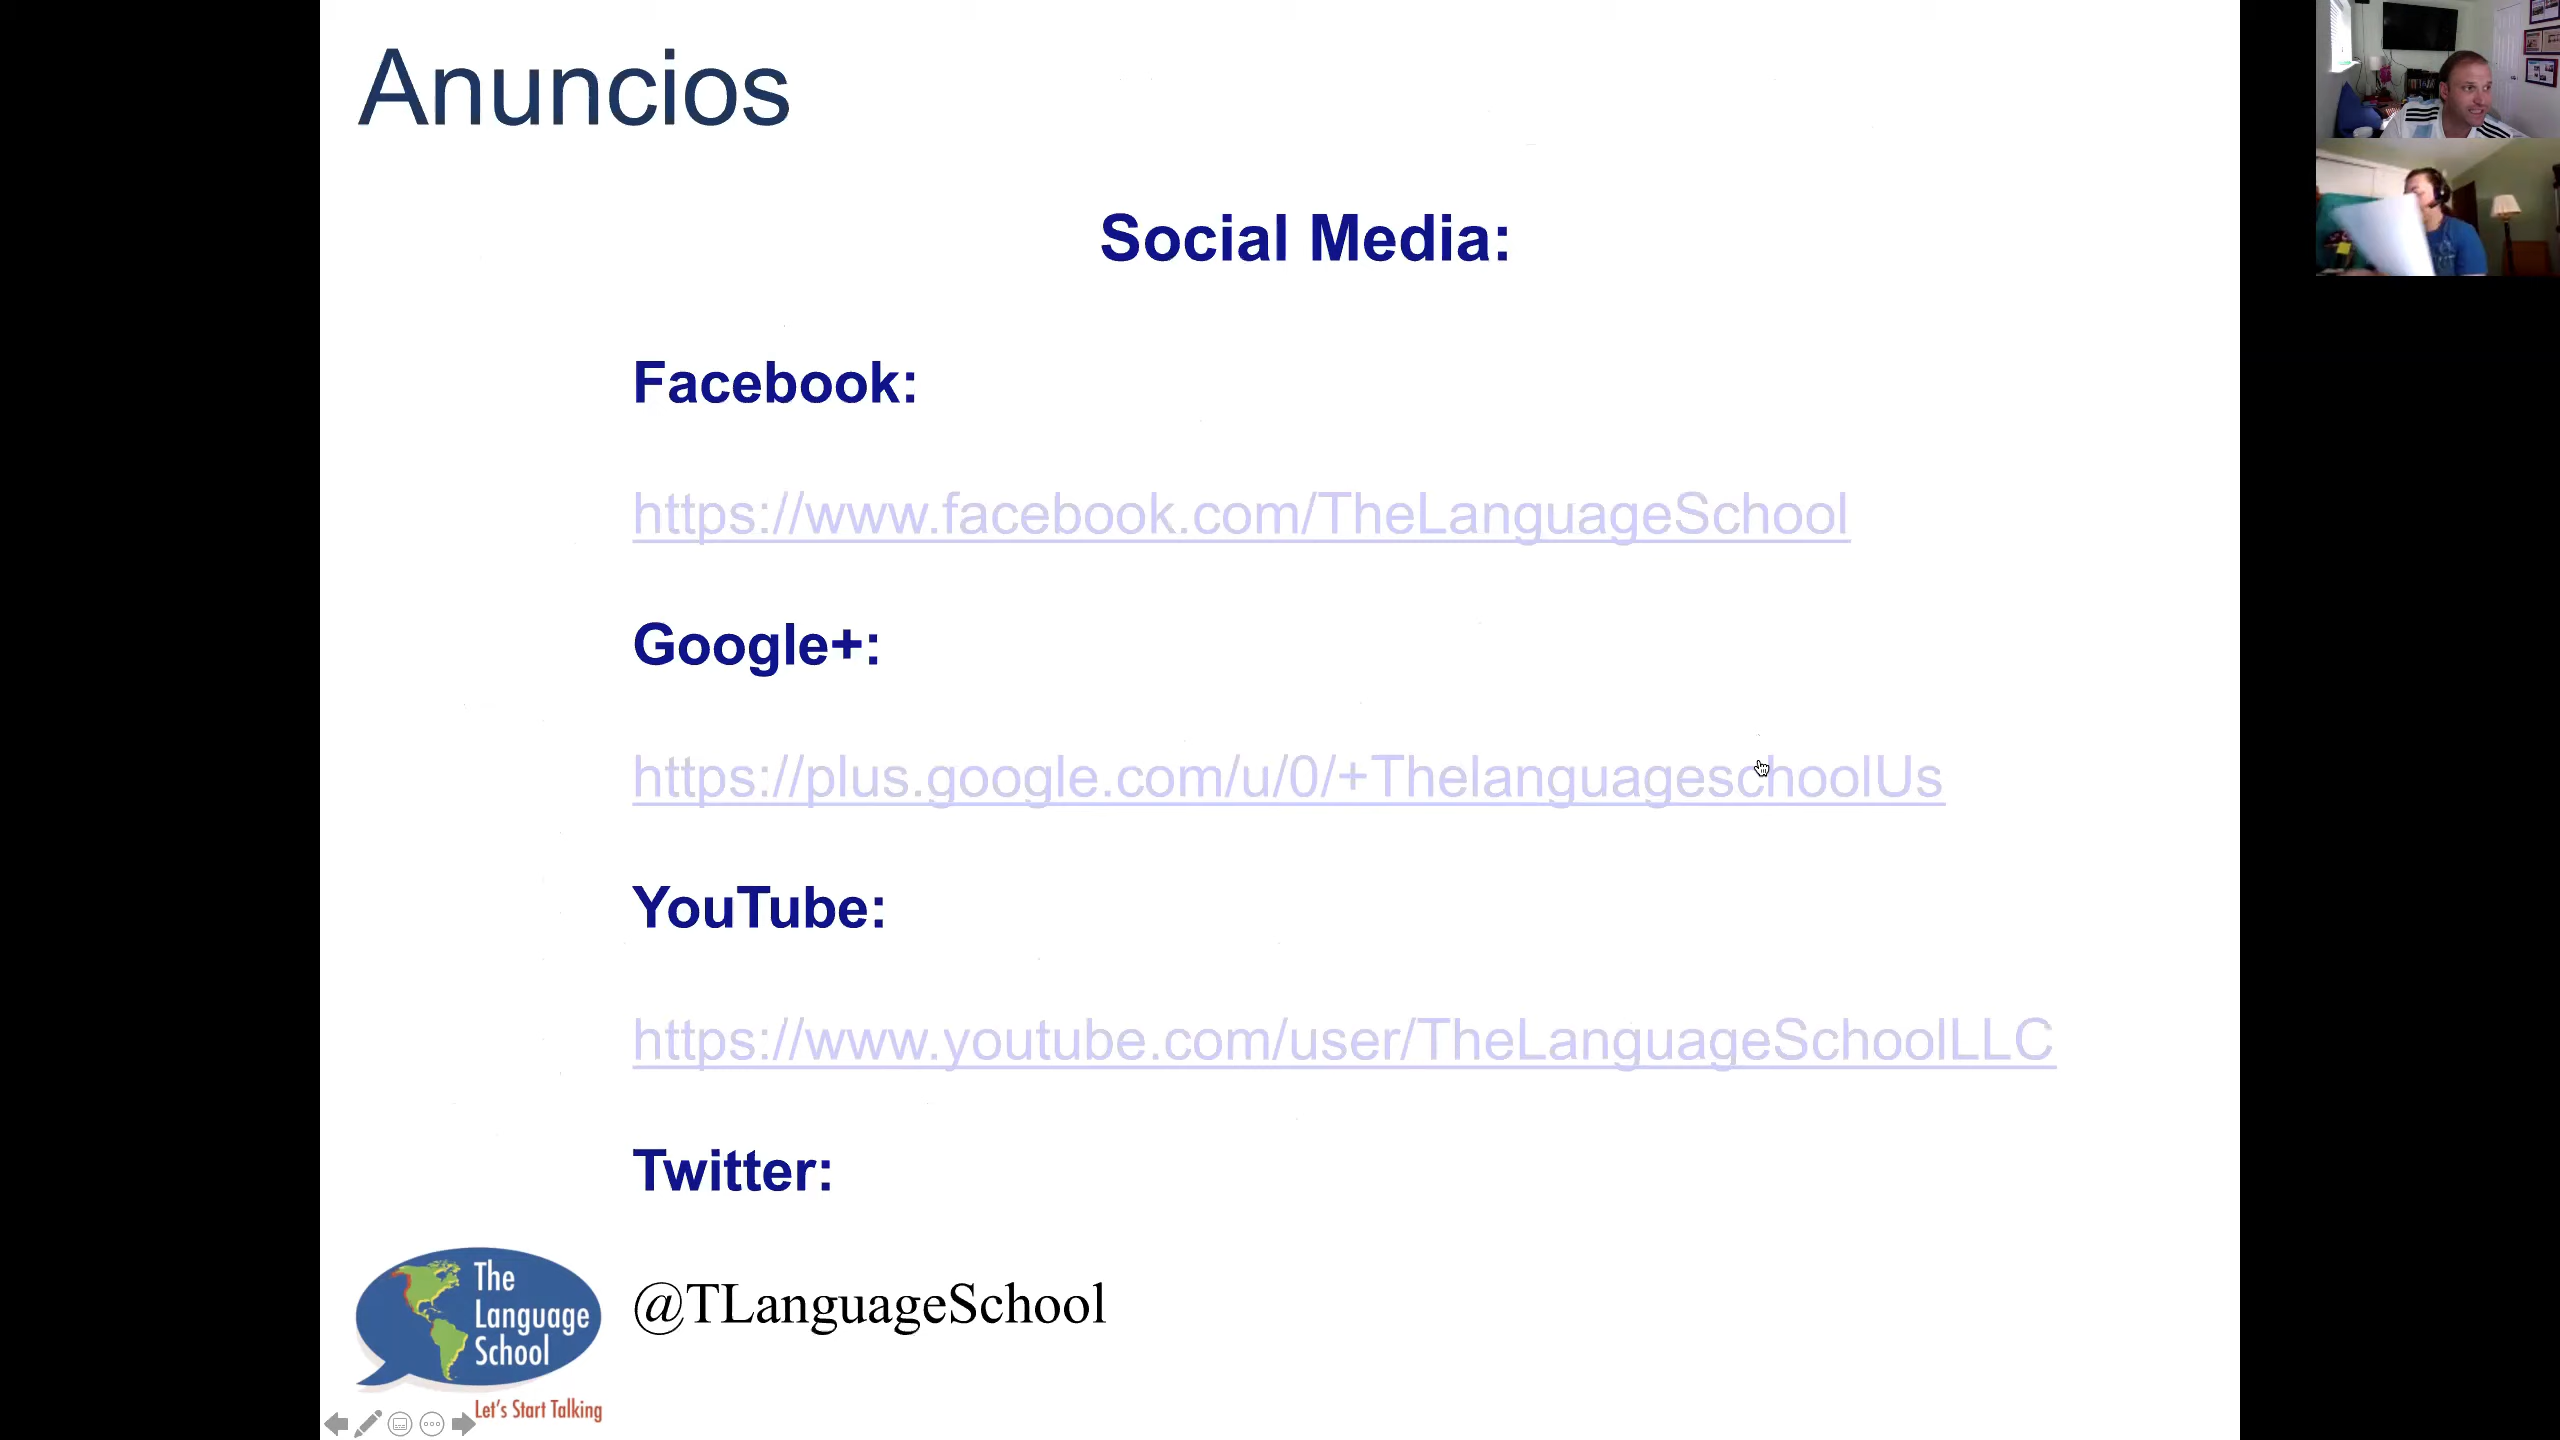 Anuncios
Social Media:
Facebook:
https://www.facebook.com/TheLanguageSchool
Google+:
https://plus.google.com/u/0/+ThelanguageschoolUs
YouTube:
https://www.youtube.com/user/TheLanguageSchoolLLC
Twitter:
@TLanguageSchool
The
Language
School
Let's Start Talking